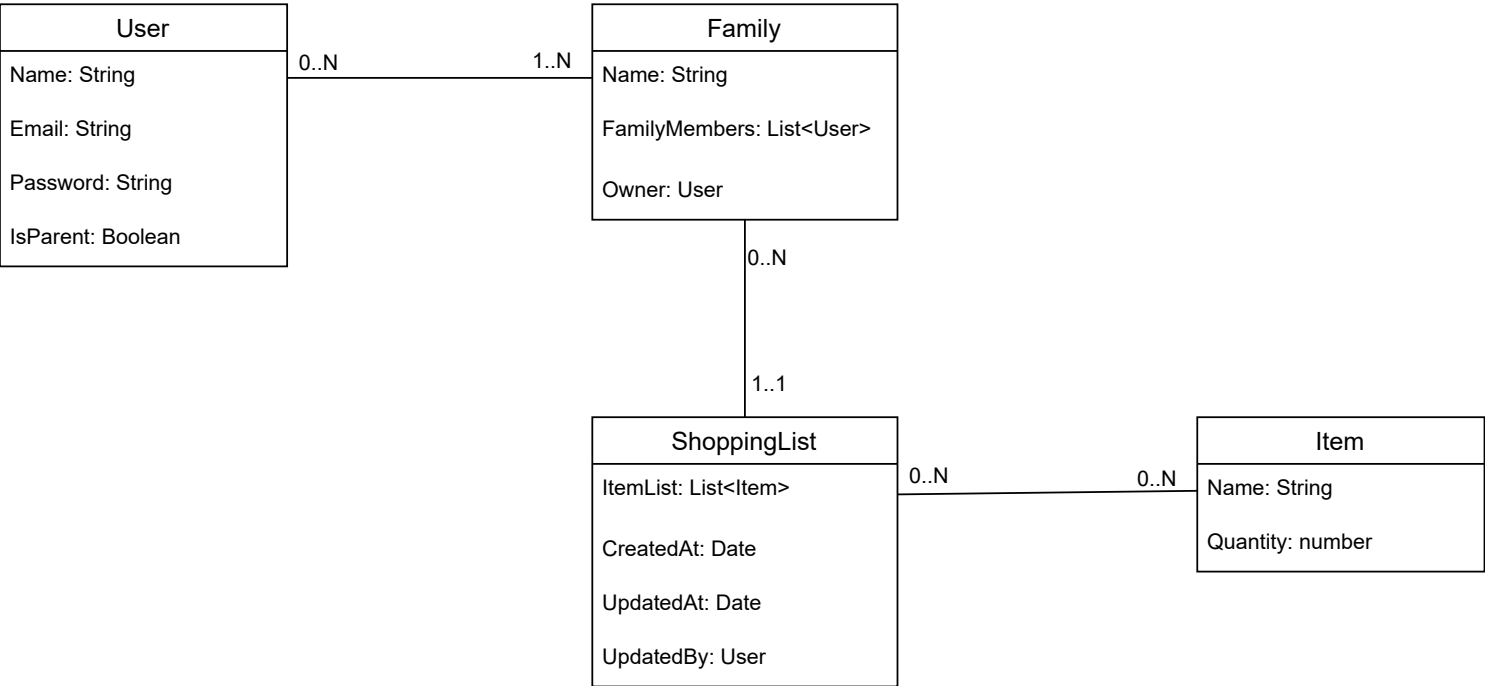 User
Name: String
Email: String
Password: String
IsParent: Boolean
0..N
1..N
Family
Name: String
FamilyMembers: List<User>
Owner: User
0..N
1..1
ShoppingList
ItemList: List<Item>
CreatedAt: Date
UpdatedAt: Date
UpdatedBy: User
0..N
0..N
Item
Name: String
Quantity: number